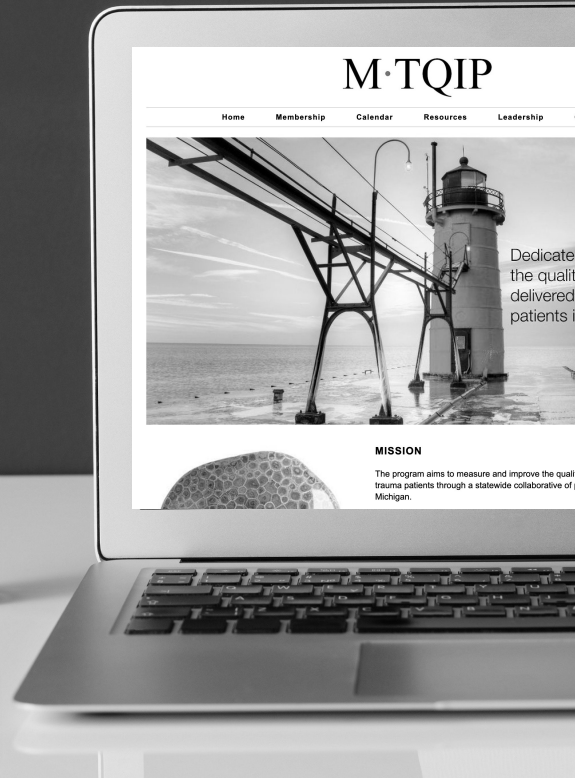 M·TQIP
Home Membership Calendar Resources Leadership
Dedicate
the qualit
delivered
patients i
MISSION
The program aims to measure and improve the quali
trauma patients through a statewide collaborative of
Michigan.